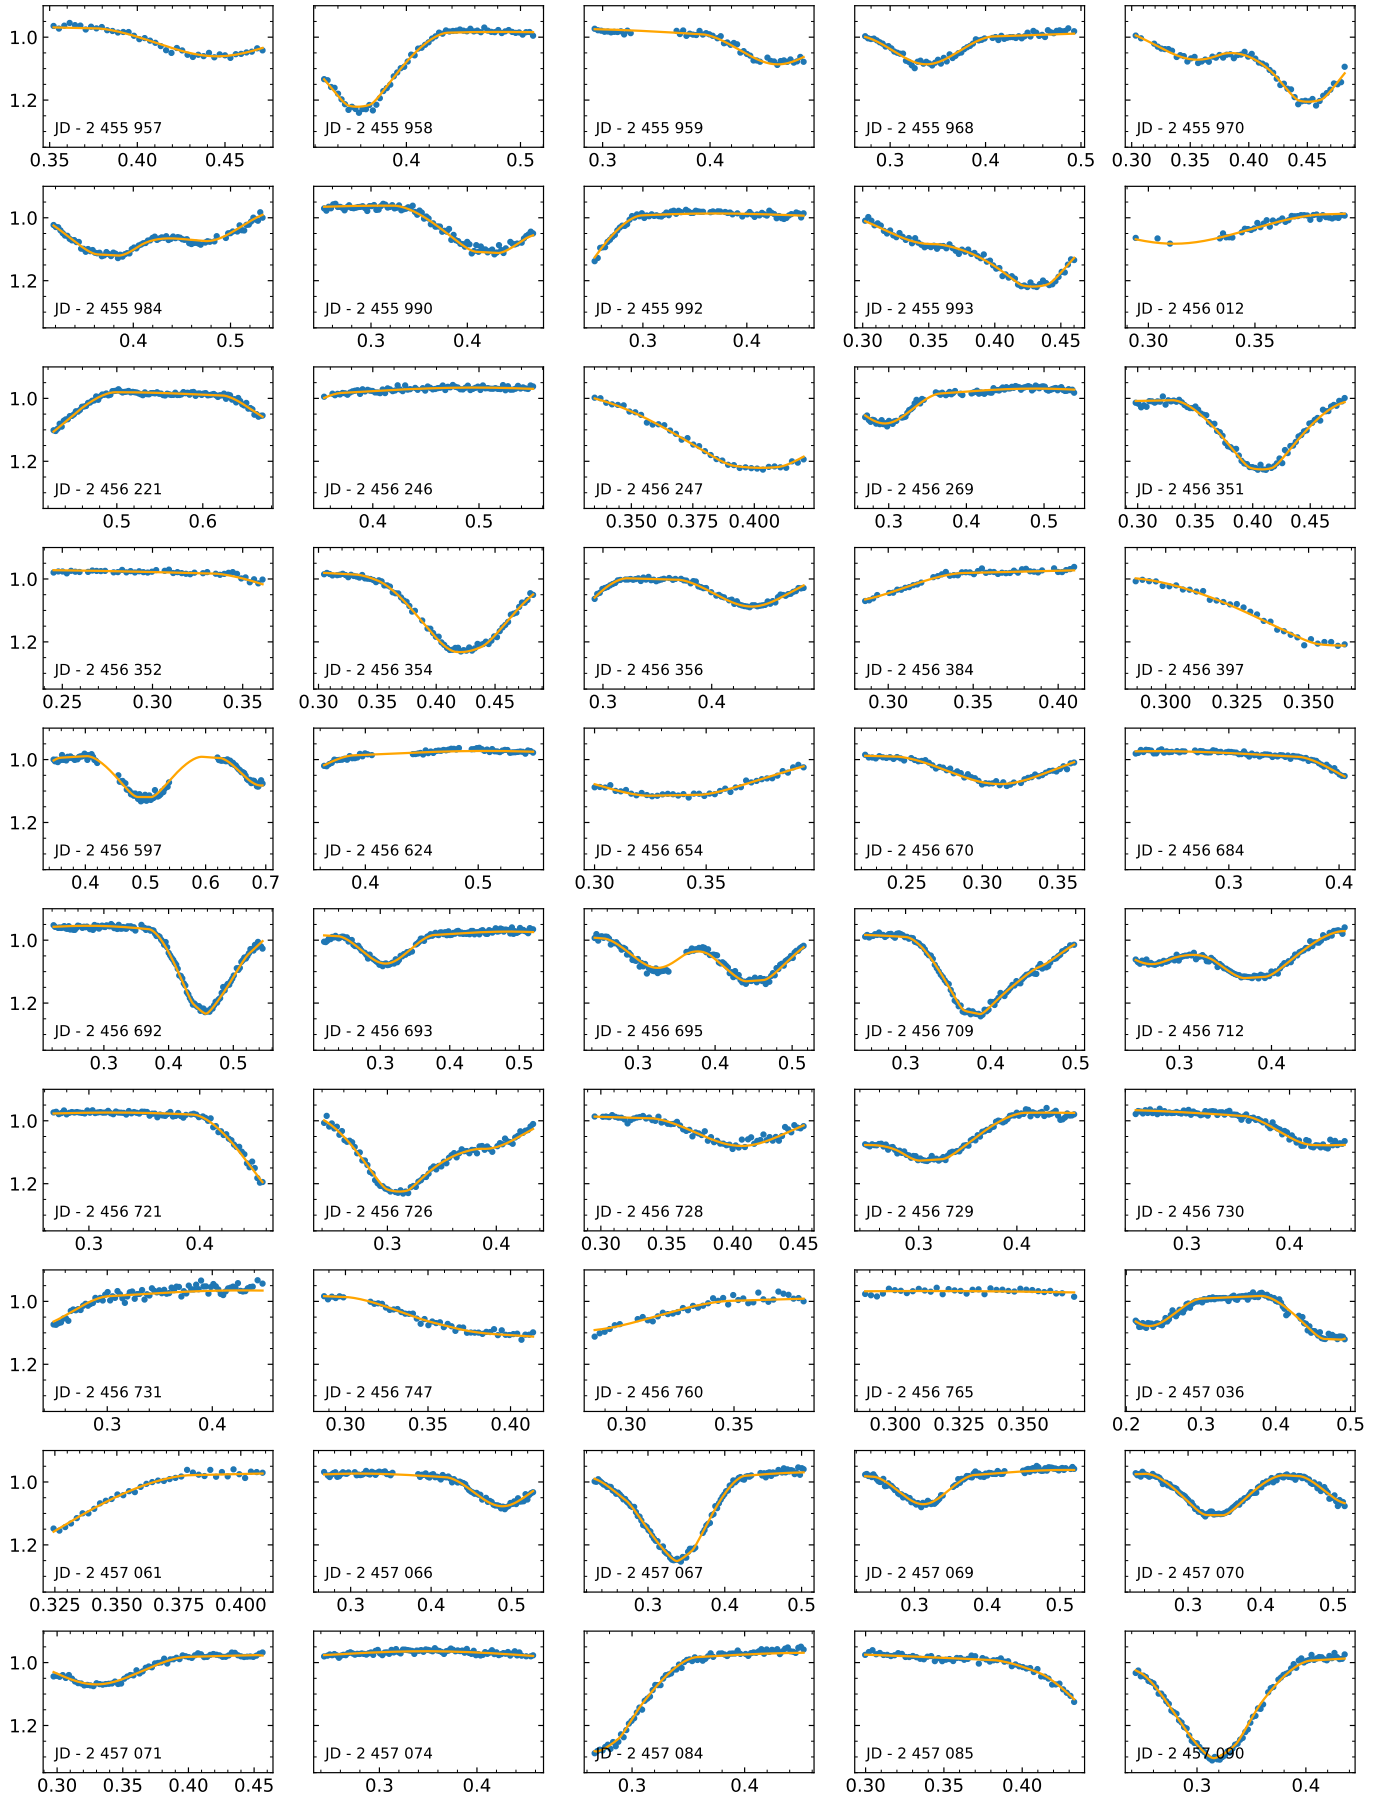 1.0
1.2
JD - 2 455 957
JD - 2 455 958
JD - 2 455 959
JD - 2 455 968
JD - 2 455 970
0.35 0.40 0.45
0.4 0.5
0.3 0.4
0.3 0.4 0.5
0.30 0.35 0.40 0.45
1.0
1.2
JD - 2 455 984
JD - 2 455 990
JD - 2 455 992
JD - 2 455 993
JD - 2 456 012
0.4 0.5
0.3 0.4
0.3 0.4
0.30 0.35 0.40 0.45
0.30 0.35
1.0
1.2
JD - 2 456 221
JD - 2 456 246
JD - 2 456 247
JD - 2 456 269
JD - 2 456 351
0.5 0.6
0.4 0.5
0.350 0.375 0.400
0.3 0.4 0.5
0.30 0.35 0.40 0.45
1.0
1.2
JD - 2 456 352
JD - 2 456 354
JD - 2 456 356
JD - 2 456 384
JD - 2 456 397
0.25 0.30 0.35
0.30 0.35 0.40 0.45
0.3 0.4
0.30 0.35 0.40
0.300 0.325 0.350
1.0
1.2
JD - 2 456 597
JD - 2 456 624
JD - 2 456 654
JD - 2 456 670
JD - 2 456 684
0.4 0.5 0.6 0.7
0.4 0.5
0.30 0.35
0.25 0.30 0.35
0.3 0.4
1.0
1.2
JD - 2 456 692
JD - 2 456 693
JD - 2 456 695
JD - 2 456 709
JD - 2 456 712
0.3 0.4 0.5
0.3 0.4 0.5
0.3 0.4 0.5
0.3 0.4 0.5
0.3 0.4
1.0
1.2
JD - 2 456 721
JD - 2 456 726
JD - 2 456 728
JD - 2 456 729
JD - 2 456 730
0.3 0.4
0.3 0.4
0.30 0.35 0.40 0.45
0.3 0.4
0.3 0.4
1.0
1.2
JD - 2 456 731
JD - 2 456 747
JD - 2 456 760
JD - 2 456 765
JD - 2 457 036
0.3 0.4
0.30 0.35 0.40
0.30 0.35
0.300 0.325 0.350
0.2 0.3 0.4 0.5
1.0
1.2
JD - 2 457 061
JD - 2 457 066
JD - 2 457 067
JD - 2 457 069
JD - 2 457 070
0.325 0.350 0.375 0.400
0.3 0.4 0.5
0.3 0.4 0.5
0.3 0.4 0.5
0.3 0.4 0.5
1.0
1.2
JD - 2 457 071
JD - 2 457 074
JD - 2 457 084
JD - 2 457 085
JD - 2 457 090
0.30 0.35 0.40 0.45
0.3 0.4
0.3 0.4
0.30 0.35 0.40
0.3 0.4